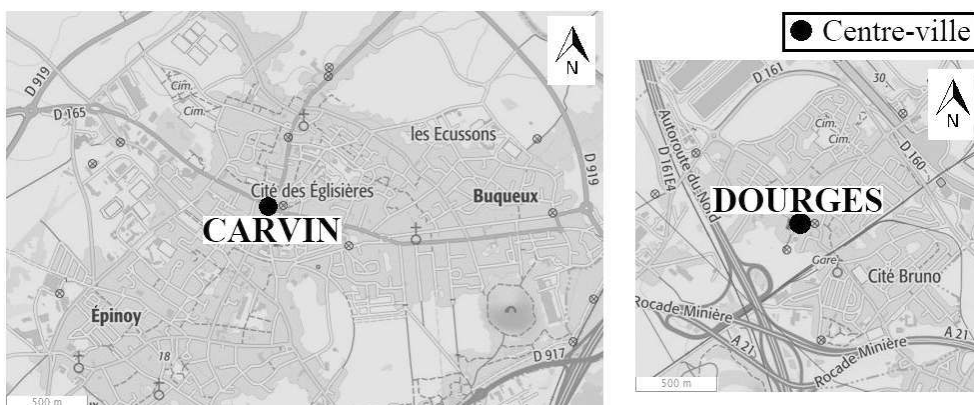 D 919
D 165
Cim.
Cim.
les Ecussons
Cité des Églisières
Buqueux
D 919
CARVIN
Épinoy
18
D 917
500 m
N
Centre-ville
D 161
30
N
Cim.
Cim.
Autoroute du Nord
D 161E4
D 160
DOURGES
Gare
Cité Bruno
Rocade Minière
A 21
Rocade Minière
A 21
500 m